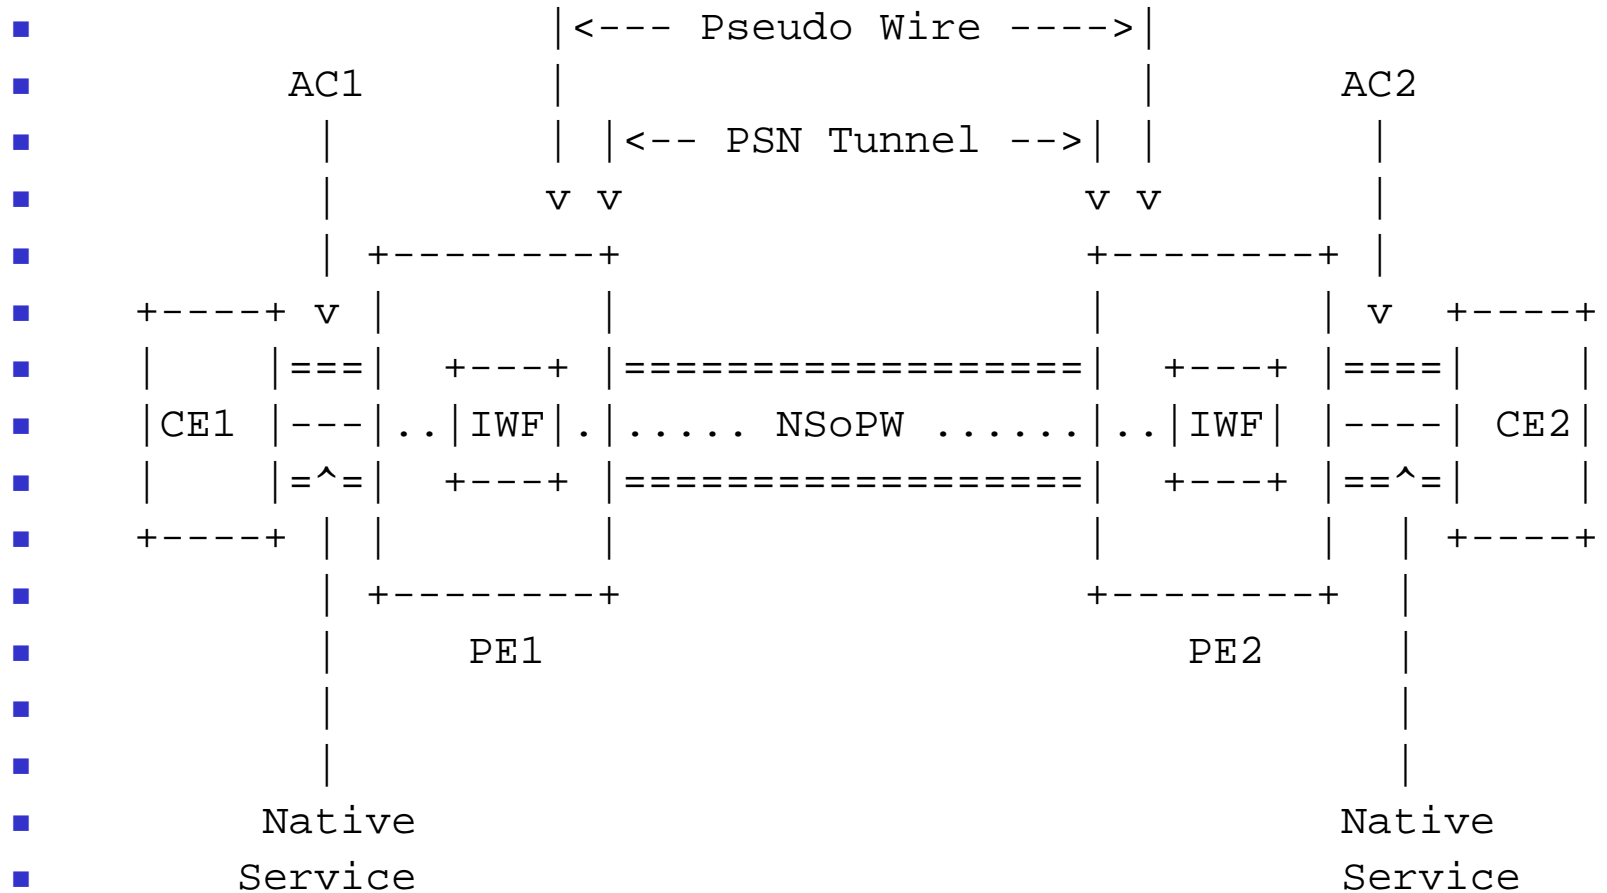 ■                     |<--- Pseudo Wire ---->|
■          AC1        |                      |       AC2
■           |         | |<-- PSN Tunnel -->| |        |
■           |         v v                  v v        |
■           | +--------+                  +--------+ |
■    +----+ v |        |                  |        | v  +----+
■    |    |===|  +---+ |==================|  +---+ |====|    |
■    |CE1 |---|..|IWF|.|..... NSoPW ......|..|IWF| |----| CE2|
■    |    |=^=|  +---+ |==================|  +---+ |==^=|    |
■    +----+ | |        |                  |        |  | +----+
■           | +--------+                  +--------+  |
■           |    PE1                         PE2      |
■           |                                         |
■           |                                         |
■         Native                                    Native
■        Service                                    Service